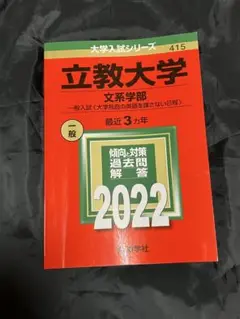 大学入試シリーズ
415
立教大学
文系学部
一般入試〈大学独自の英語を課さない日程〉
最近3カ年
一般
傾向と対策
過去問
解答
2022
学社